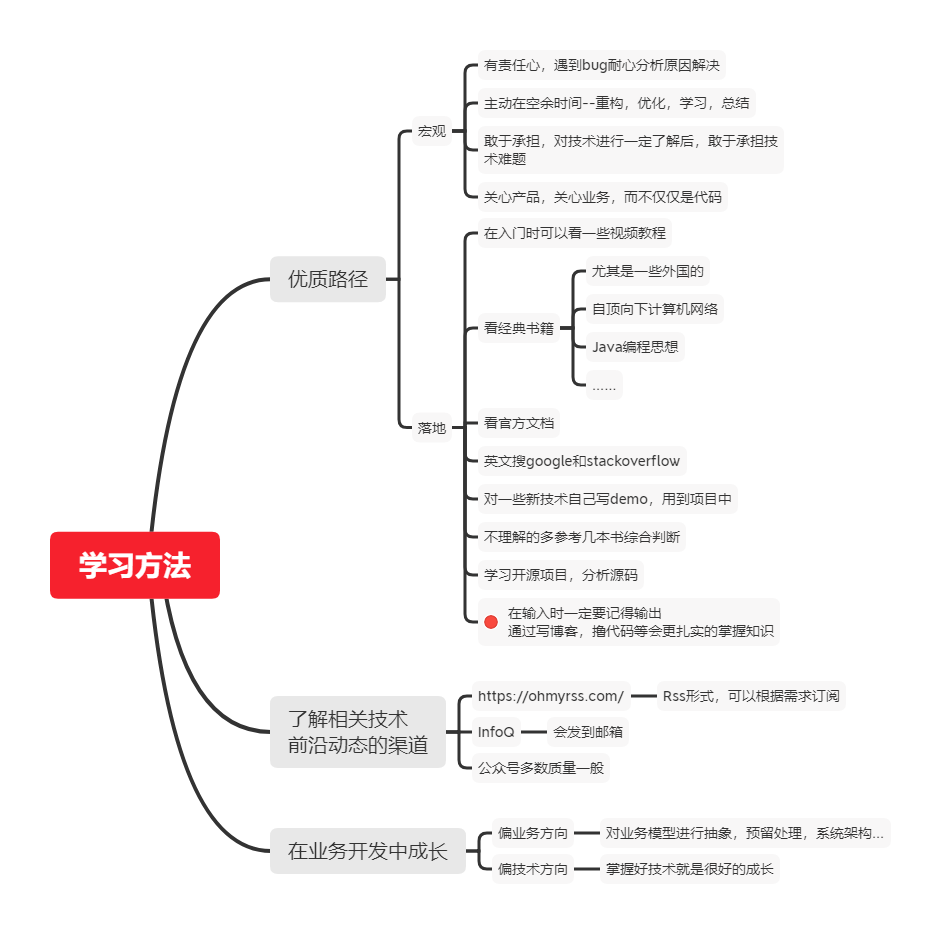 有责任心，遇到bug耐心分析原因解决
主动在空余时间--重构，优化，学习，总结
宏观
敢于承担，对技术进行一定了解后，敢于承担技
术难题
关心产品，关心业务，而不仅仅是代码
优质路径
在入门时可以看一些视频教程
尤其是一些外国的
自顶向下计算机网络
看经典书籍
Java编程思想
……
落地
看官方文档
英文搜google和stackoverflow
对一些新技术自己写demo，用到项目中
不理解的多参考几本书综合判断
学习开源项目，分析源码
在输入时一定要记得输出
通过写博客，撸代码等会更扎实的掌握知识
学习方法
了解相关技术
前沿动态的渠道
https://ohmyrss.com/
Rss形式，可以根据需求订阅
InfoQ
会发到邮箱
公众号多数质量一般
在业务开发中成长
偏业务方向
对业务模型进行抽象，预留处理，系统架构...
偏技术方向
掌握好技术就是很好的成长